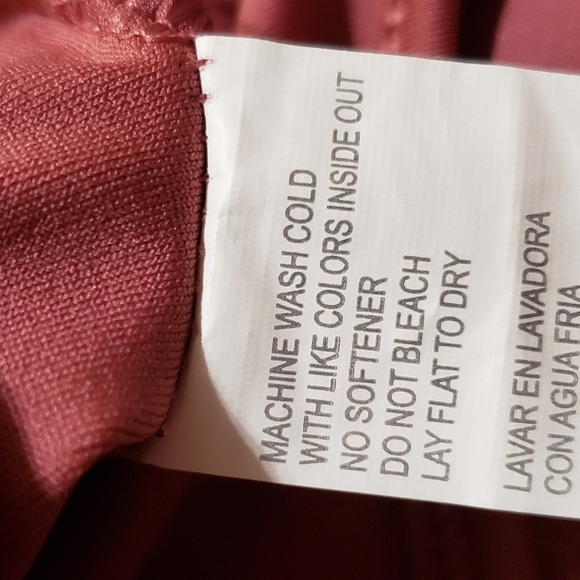 MACHINE WASH COLD
WITH LIKE COLORS INSIDE OUT
NO SOFTENER
DO NOT BLEACH
LAY FLAT TO DRY
LAVAR EN LAVADORA
CON AGUA FRIA